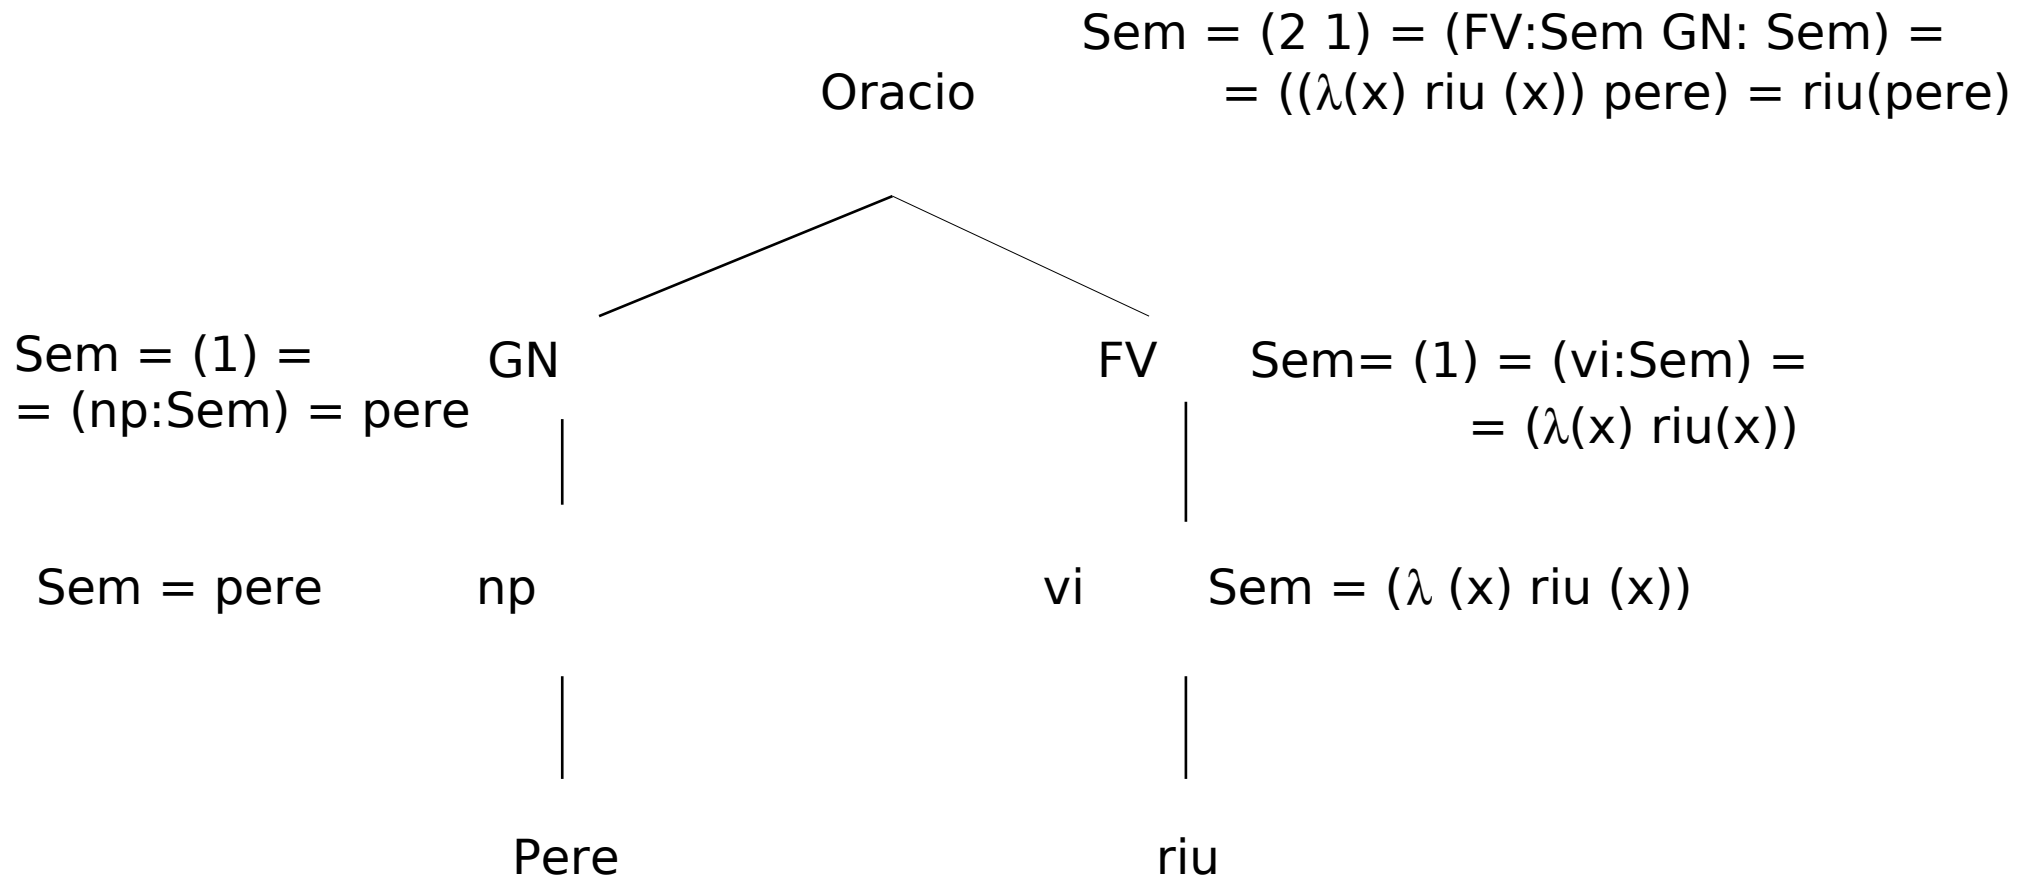 Sem = (2 1) = (FV:Sem GN: Sem) =
Oracio
= ((λ(x) riu (x)) pere) = riu(pere)
Sem = (1) =
= (np:Sem) = pere
GN
FV
Sem= (1) = (vi:Sem) =
= (λ(x) riu(x))
Sem = pere
np
vi
Sem = (λ (x) riu (x))
Pere
riu